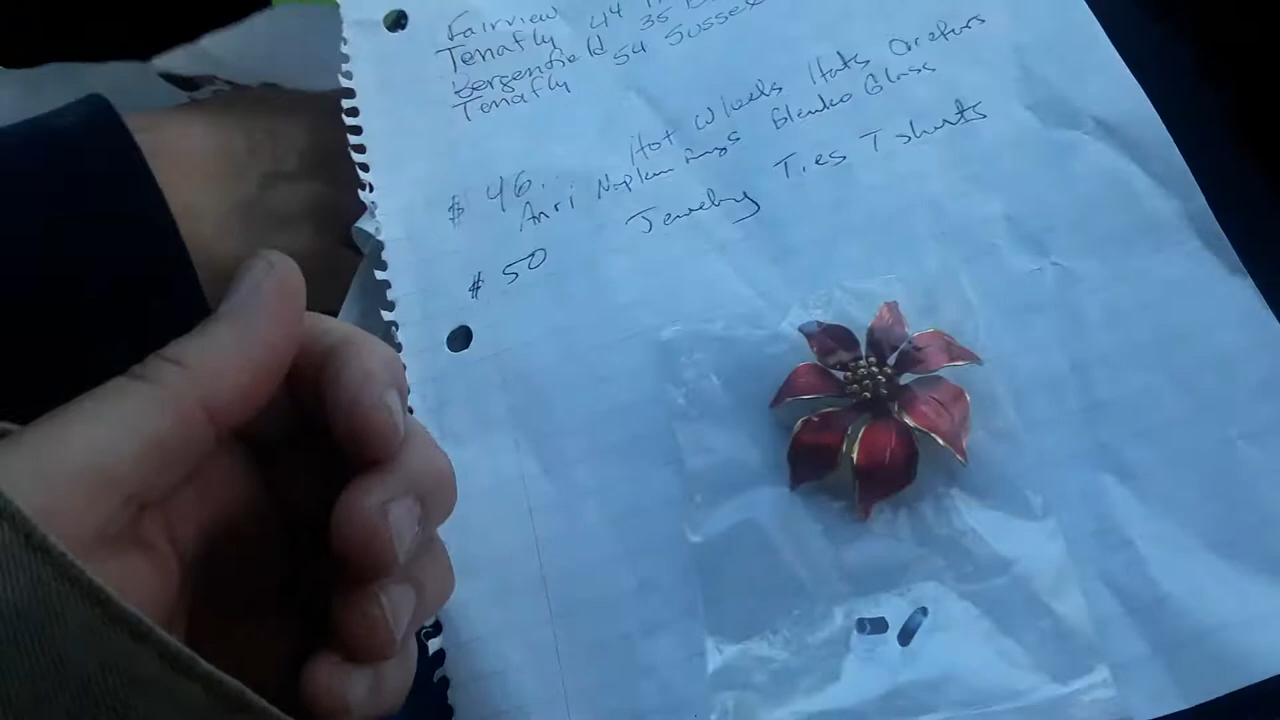 Fairview 44
Tenafly 35
Bergenfield 54 Sussex
Tenafly
Hot Wheels Hats Orrefors
$ 46. Anri Napkin Rings Blenko Glass
Jewelry Ties T shirts
# 50